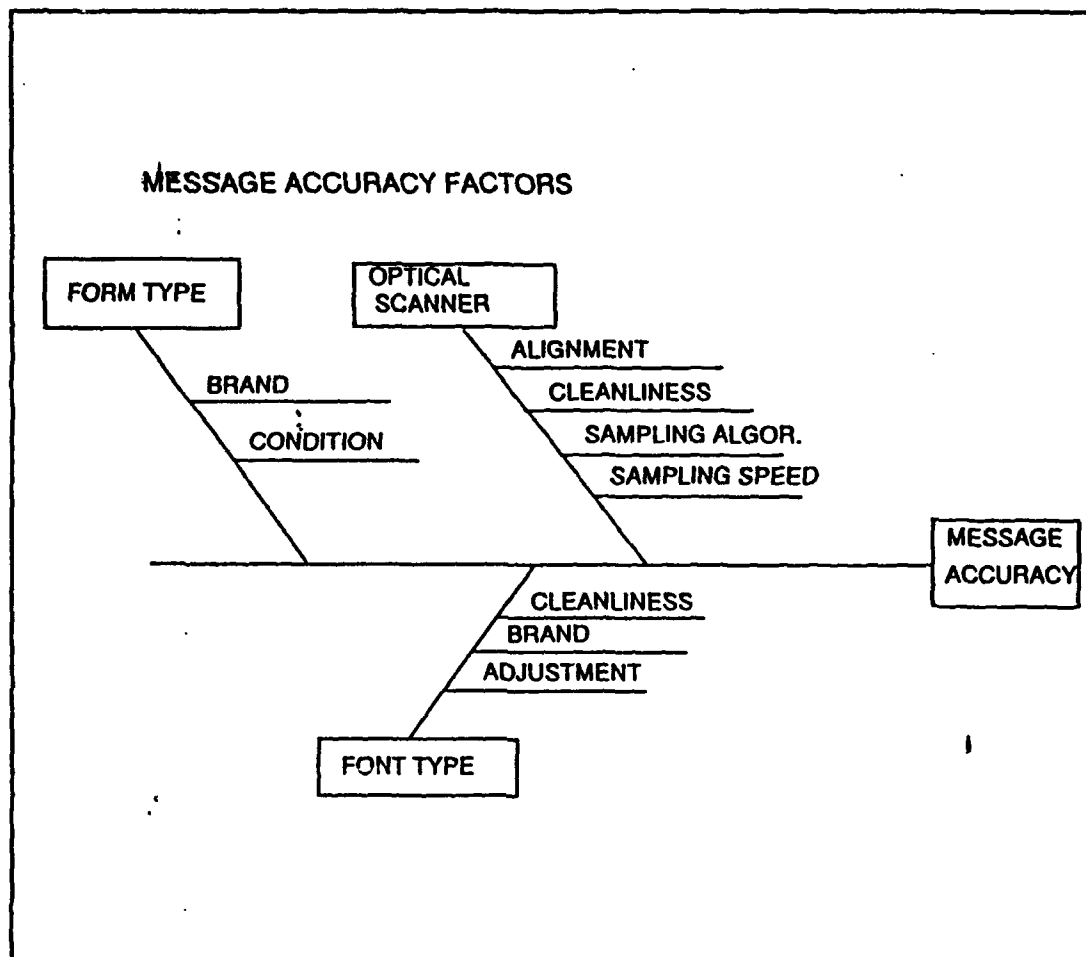 MESSAGE ACCURACY FACTORS
FORM TYPE
BRAND
CONDITION
OPTICAL
SCANNER
ALIGNMENT
CLEANLINESS
SAMPLING ALGOR.
SAMPLING SPEED
MESSAGE
ACCURACY
CLEANLINESS
BRAND
ADJUSTMENT
FONT TYPE